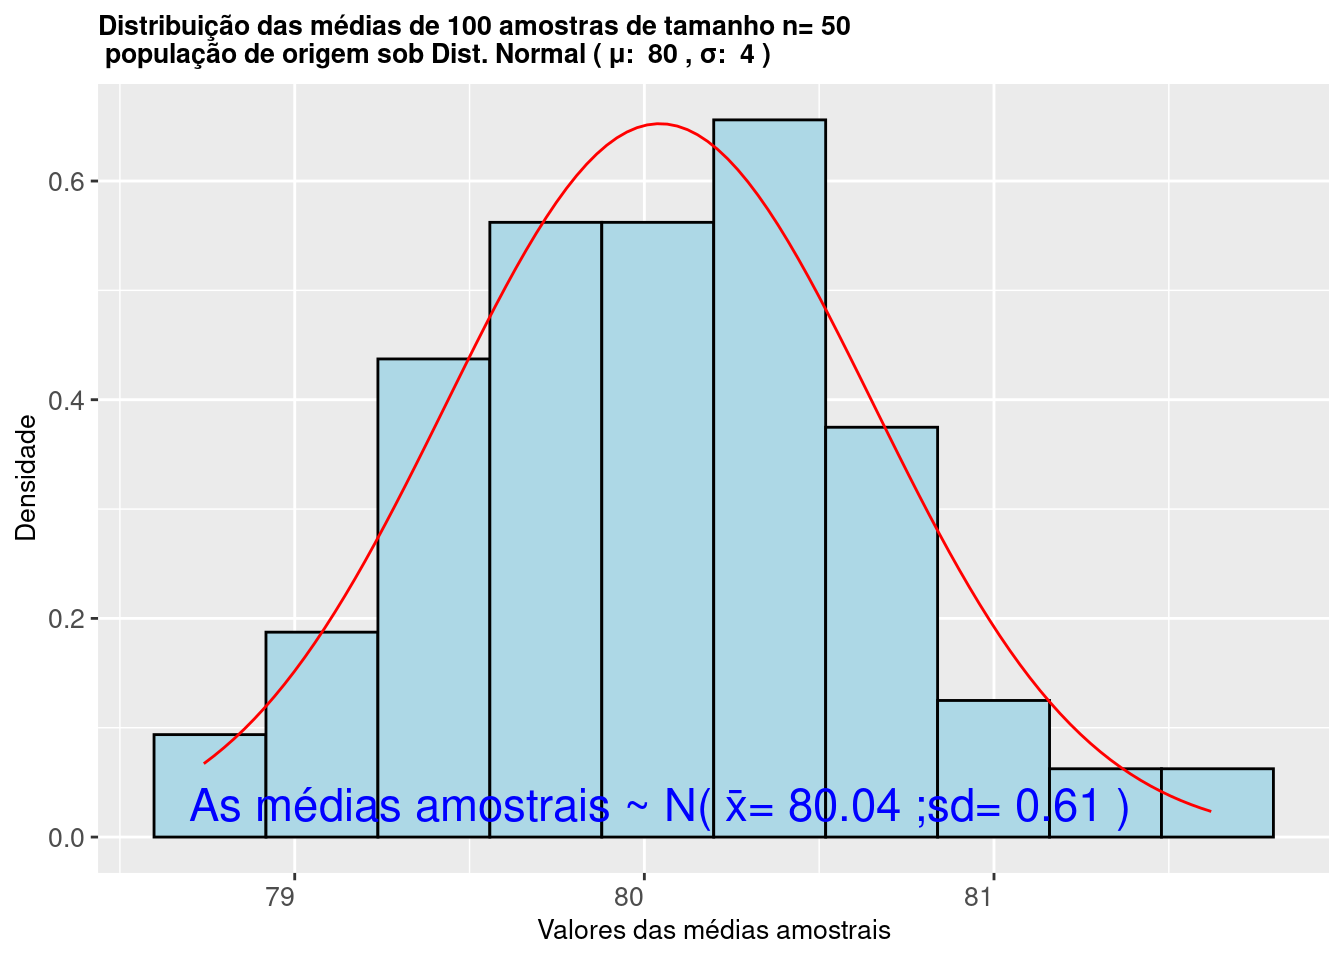 Distribuição das médias de 100 amostras de tamanho n= 50
população de origem sob Dist. Normal ( μ:  80 , σ:  4 )
Densidade
0.6
0.4
0.2
0.0
As médias amostrais ~ N( x̄= 80.04 ;sd= 0.61 )
79
80
81
Valores das médias amostrais